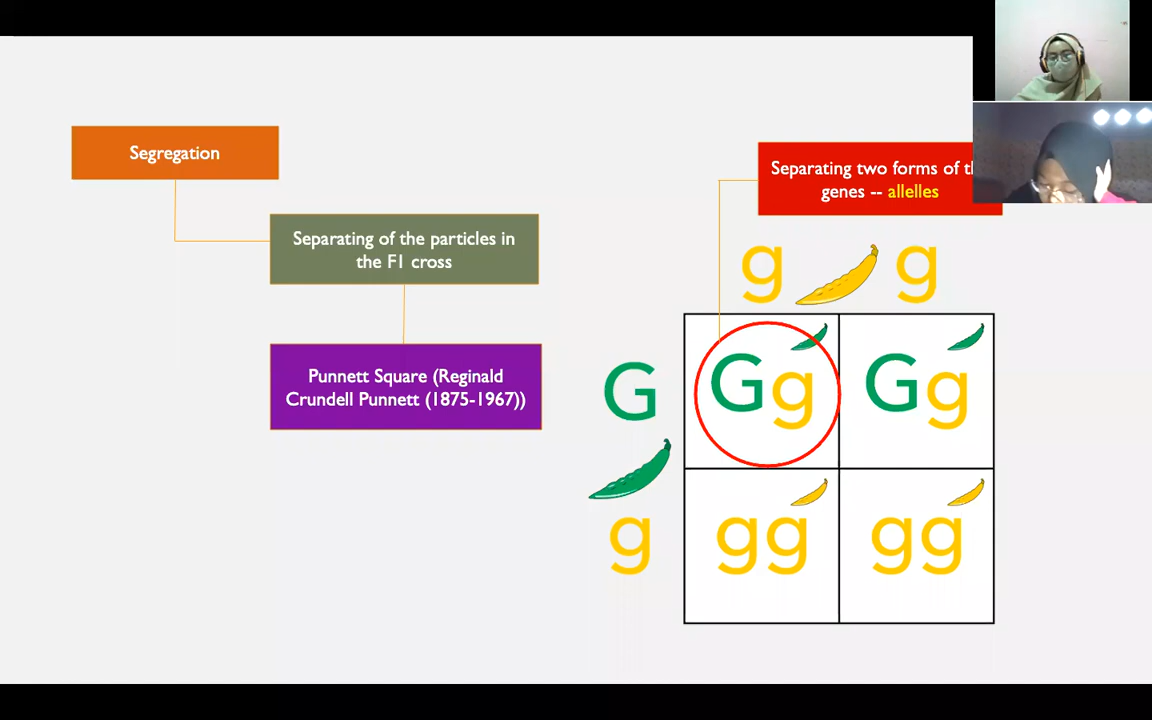 Segregation
Separating of the particles in
the F1 cross
Punnett Square (Reginald
Crundell Punnett (1875-1967))
Separating two forms of
genes -- allelles
g g
G Gg Gg
g gg gg